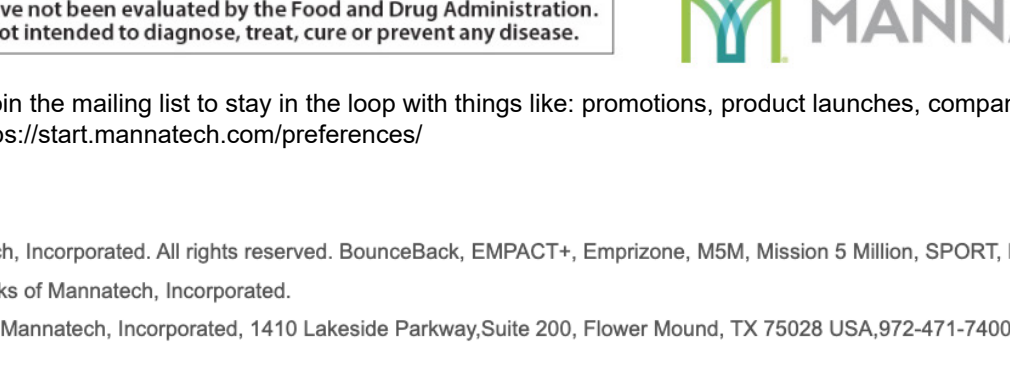 ve not been evaluated by the Food and Drug Administration.
ot intended to diagnose, treat, cure or prevent any disease.
MANN
oin the mailing list to stay in the loop with things like: promotions, product launches, compan
ps://start.mannatech.com/preferences/
ch, Incorporated. All rights reserved. BounceBack, EMPACT+, Emprizone, M5M, Mission 5 Million, SPORT,
ks of Mannatech, Incorporated.
Mannatech, Incorporated, 1410 Lakeside Parkway,Suite 200, Flower Mound, TX 75028 USA,972-471-7400